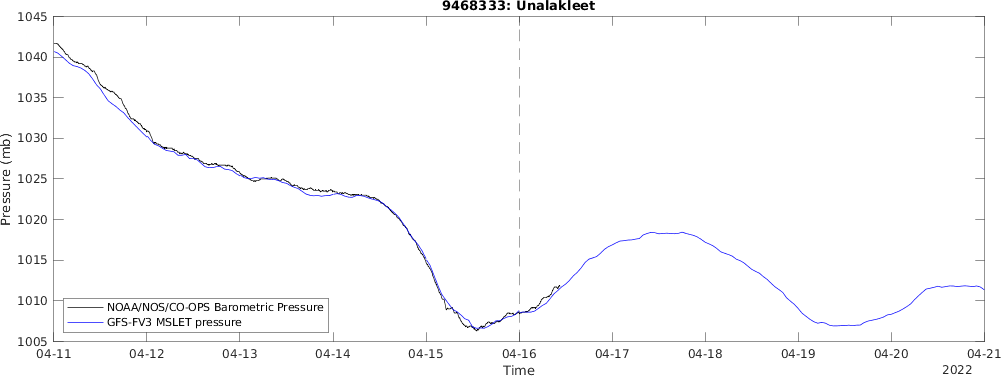 9468333: Unalakleet
1045
1040
1035
1030
1025
1020
1015
1010
1005
Pressure (mb)
NOAA/NOS/CO-OPS Barometric Pressure
GFS-FV3 MSLET pressure
04-11 04-12 04-13 04-14 04-15 04-16 04-17 04-18 04-19 04-20 04-21
Time
2022